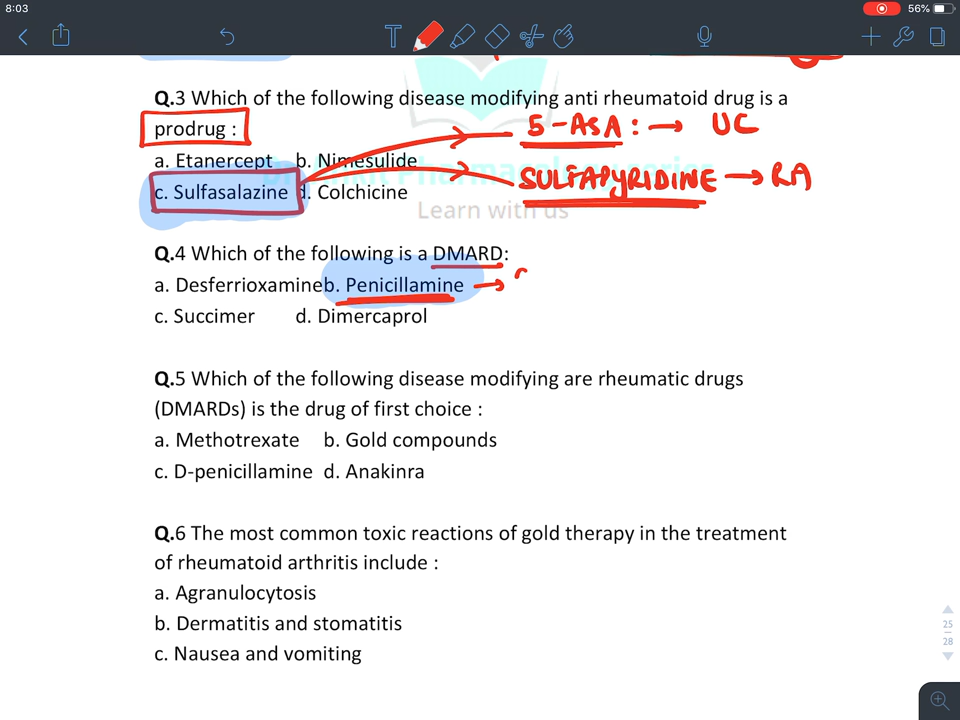 8:03
56%
Q.3 Which of the following disease modifying anti rheumatoid drug is a
prodrug :
5-ASA : → UC
a. Etanercept b. Nimesulide
c. Sulfasalazine d. Colchicine
SULFAPYRIDINE → RA
Learn with us
Q.4 Which of the following is a DMARD:
a. Desferrioxamineb. Penicillamine →
c. Succimer d. Dimercaprol
Q.5 Which of the following disease modifying are rheumatic drugs
(DMARDs) is the drug of first choice :
a. Methotrexate b. Gold compounds
c. D-penicillamine d. Anakinra
Q.6 The most common toxic reactions of gold therapy in the treatment
of rheumatoid arthritis include :
a. Agranulocytosis
b. Dermatitis and stomatitis
c. Nausea and vomiting
25
28